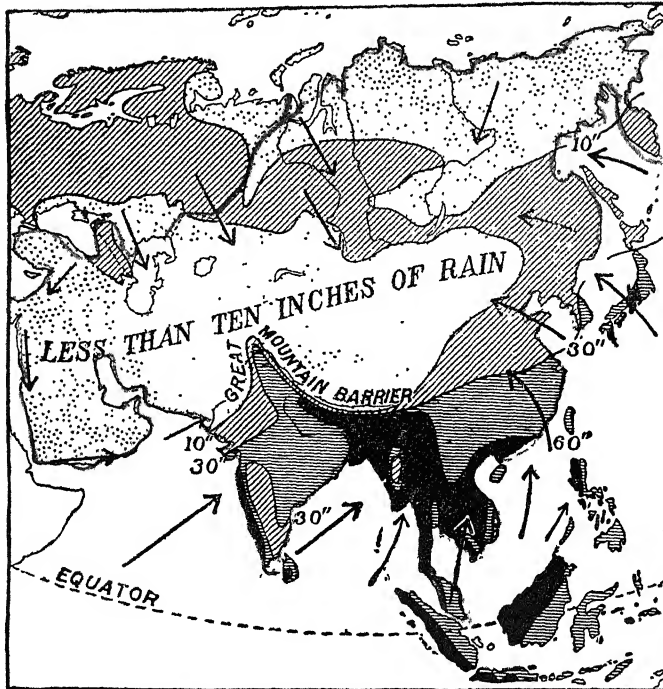 10"
LESS THAN TEN INCHES OF RAIN
GREAT
MOUNTAIN BARRIER
30"
10"
30"
60"
30"
EQUATOR